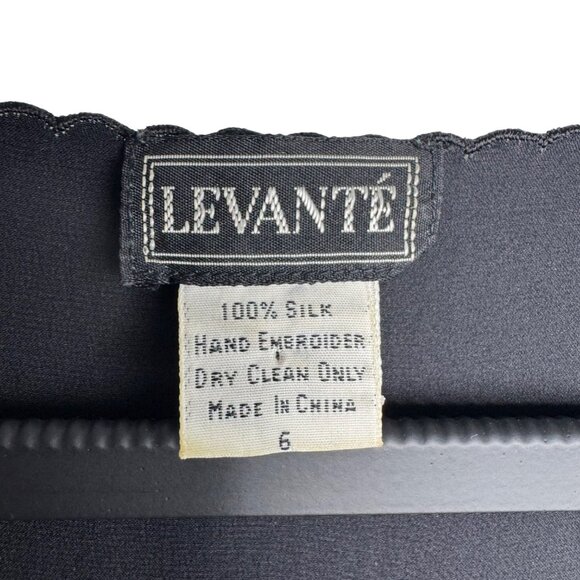 LEVANTÉ
100% SILK
HAND EMBROIDER
DRY CLEAN ONLY
MADE IN CHINA
6